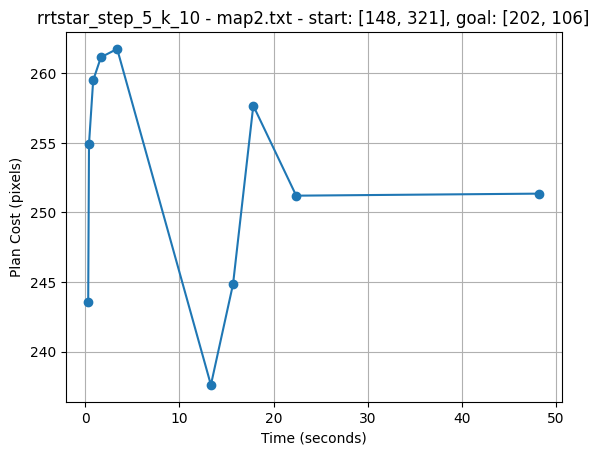 rrtstar_step_5_k_10 - map2.txt - start: [148, 321], goal: [202, 106]
260
255
250
245
240
Plan Cost (pixels)
0 10 20 30 40 50
Time (seconds)